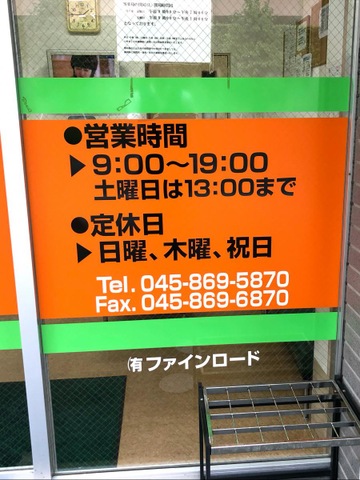 ●営業時間
▶9:00～19:00
土曜日は13:00まで
●定休日
▶日曜、木曜、祝日
Tel. 045-869-5870
Fax. 045-869-6870
㈲ファインロード